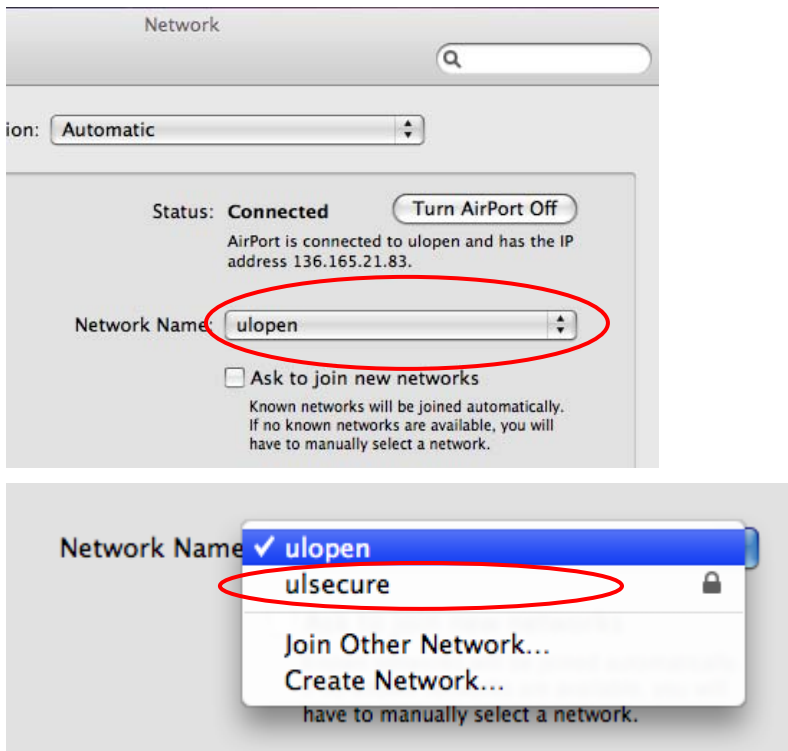 Network
ion: Automatic
Status: Connected Turn AirPort Off
AirPort is connected to ulopen and has the IP
address 136.165.21.83.
Network Name: ulopen
Ask to join new networks
Known networks will be joined automatically.
If no known networks are available, you will
have to manually select a network.
Network Name ✓ ulopen
ulsecure
Join Other Network...
Create Network...
have to manually select a network.